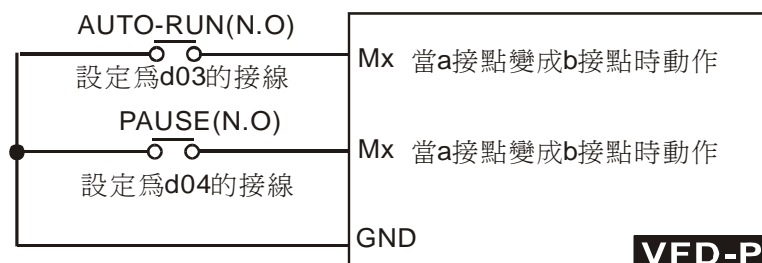 AUTO-RUN(N.O)
設定爲d03的接線
Mx 當a接點變成b接點時動作
PAUSE(N.O)
設定爲d04的接線
Mx 當a接點變成b接點時動作
GND
VFD-P